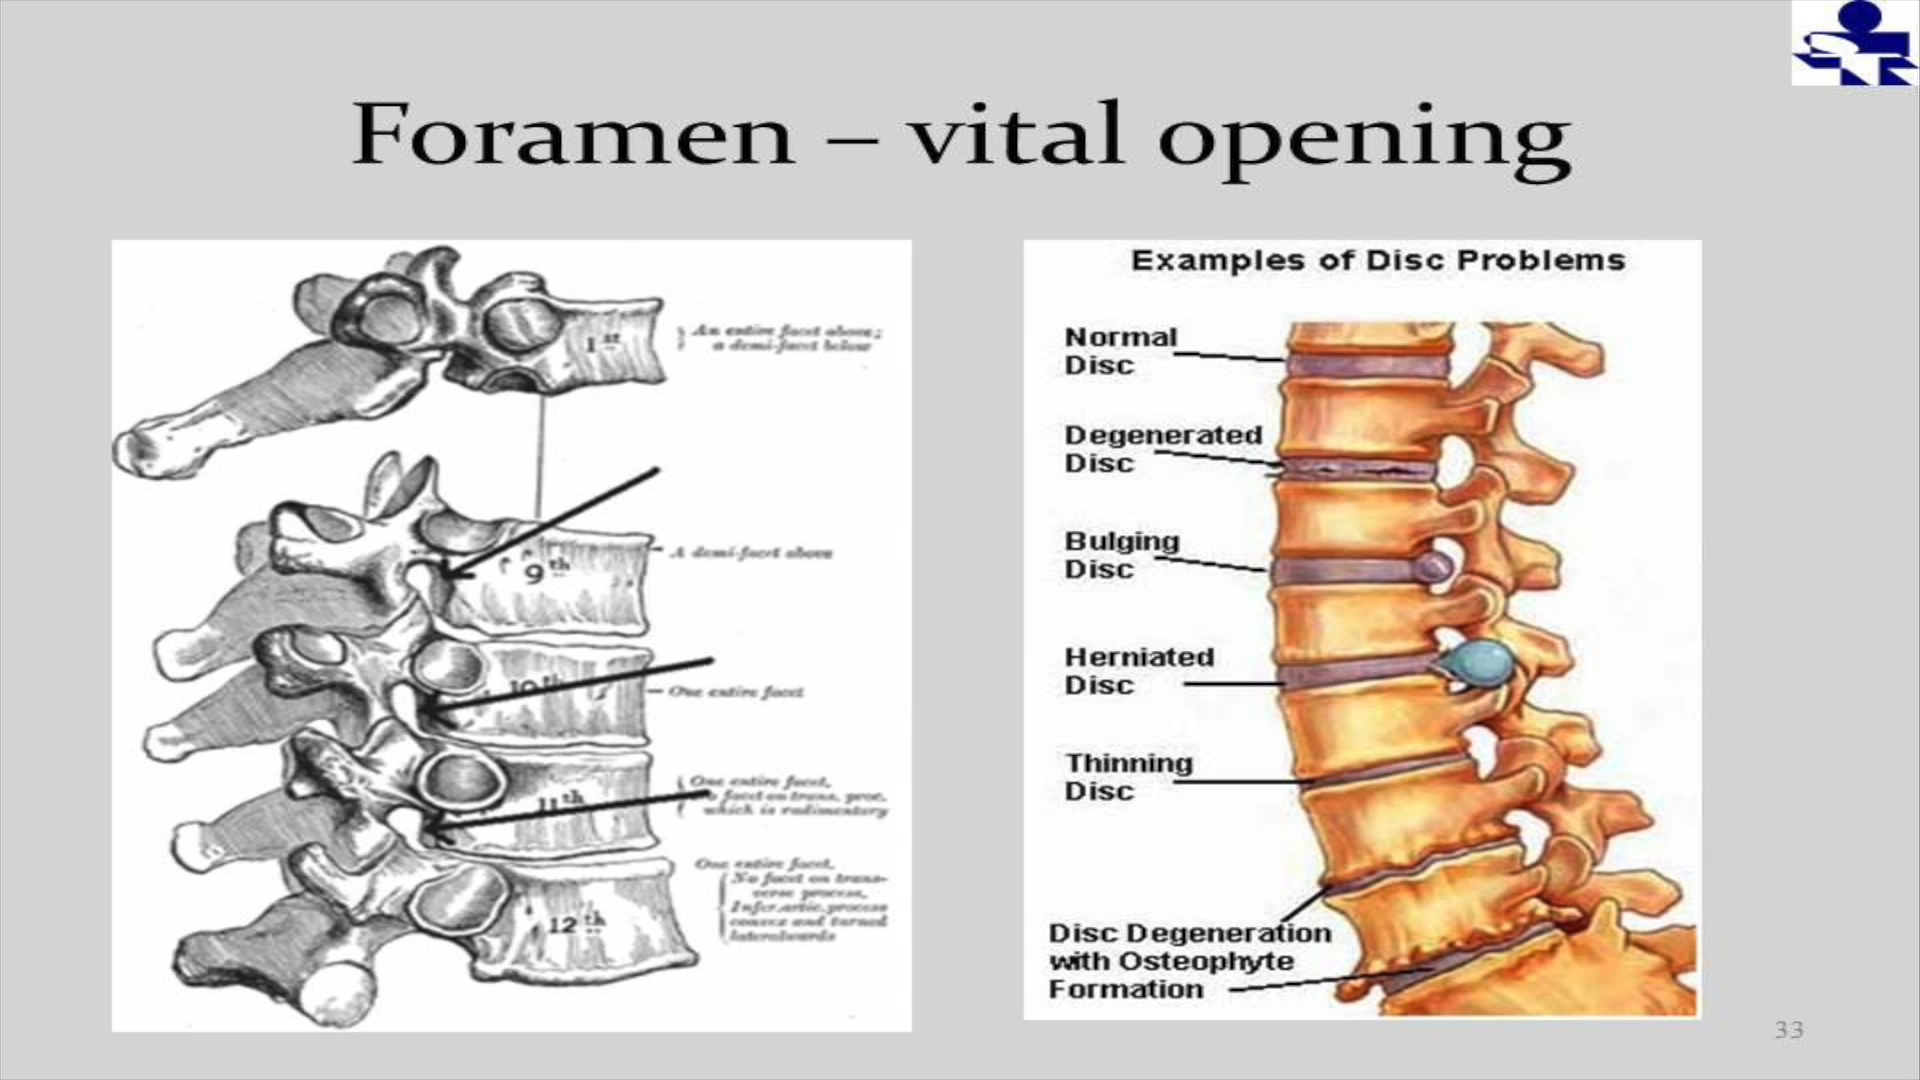 Foramen – vital opening
1st
An entire facet above;
a demi-facet below
9th
A demi-facet above
10th
One entire facet
11th
One entire facet,
No facet on trans. proc.
which is rudimentary
12th
One entire facet.
No facet on trans-
verse process.
Infer. artic. process
convex and turned
lateralwards
Examples of Disc Problems
Normal
Disc
Degenerated
Disc
Bulging
Disc
Herniated
Disc
Thinning
Disc
Disc Degeneration
with Osteophyte
Formation
33